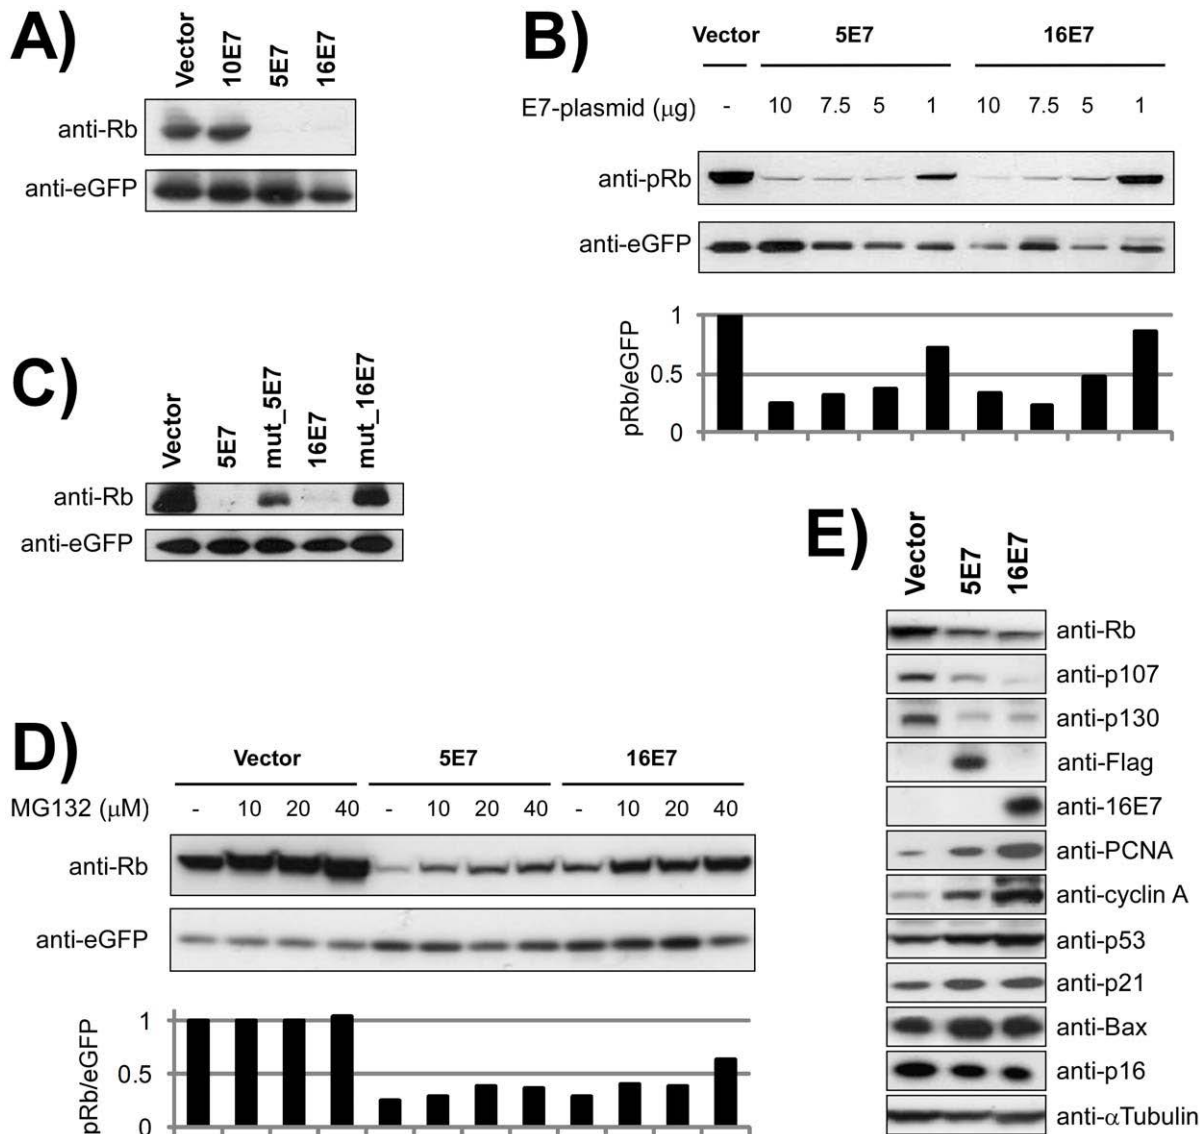 A)
Vector 10E7 5E7 16E7
anti-Rb
anti-eGFP
B)
Vector 5E7 16E7
E7-plasmid (μg) - 10 7.5 5 1 10 7.5 5 1
anti-pRb
anti-eGFP
pRb/eGFP
1
0.5
0
C)
Vector 5E7 mut_5E7 16E7 mut_16E7
anti-Rb
anti-eGFP
D)
Vector 5E7 16E7
MG132 (μM) - 10 20 40 - 10 20 40 - 10 20 40
anti-Rb
anti-eGFP
pRb/eGFP
1
0.5
0
E)
Vector 5E7 16E7
anti-Rb
anti-p107
anti-p130
anti-Flag
anti-16E7
anti-PCNA
anti-cyclin A
anti-p53
anti-p21
anti-Bax
anti-p16
anti-αTubulin